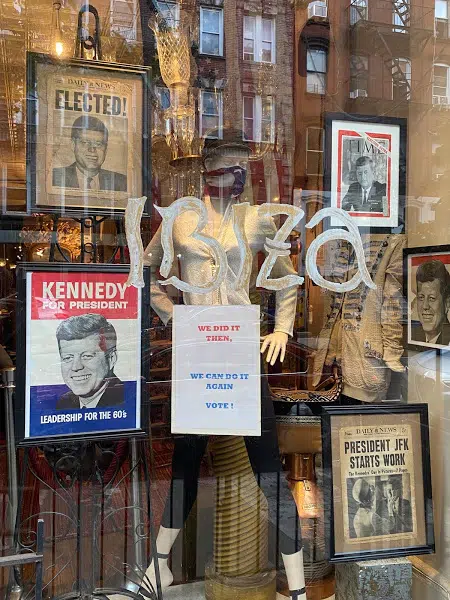 DAILY NEWS
ELECTED!
TIME
Ibiza
KENNEDY
FOR PRESIDENT
LEADERSHIP FOR THE 60's
WE DID IT
THEN,
WE CAN DO IT
AGAIN
VOTE !
DAILY NEWS
PRESIDENT JFK
STARTS WORK